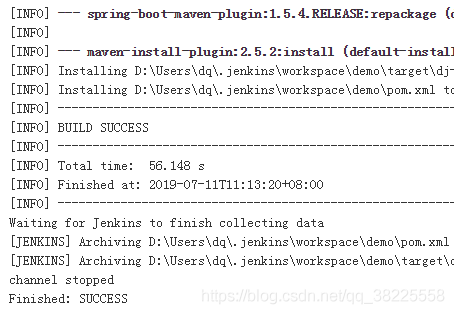 [INFO] --- spring-boot-maven-plugin:1.5.4.RELEASE:repackage
[INFO]
[INFO] --- maven-install-plugin:2.5.2:install (default-instal
[INFO] Installing D:\Users\dq\.jenkins\workspace\demo\target\dj-
[INFO] Installing D:\Users\dq\.jenkins\workspace\demo\pom.xml to
[INFO] ------------------------------------------------------------------------
[INFO] BUILD SUCCESS
[INFO] ------------------------------------------------------------------------
[INFO] Total time:  56.148 s
[INFO] Finished at: 2019-07-11T11:13:20+08:00
[INFO] ------------------------------------------------------------------------
Waiting for Jenkins to finish collecting data
[JENKINS] Archiving D:\Users\dq\.jenkins\workspace\demo\pom.xml
[JENKINS] Archiving D:\Users\dq\.jenkins\workspace\demo\target\
channel stopped
Finished: SUCCESS
https://blog.csdn.net/qq_38225558